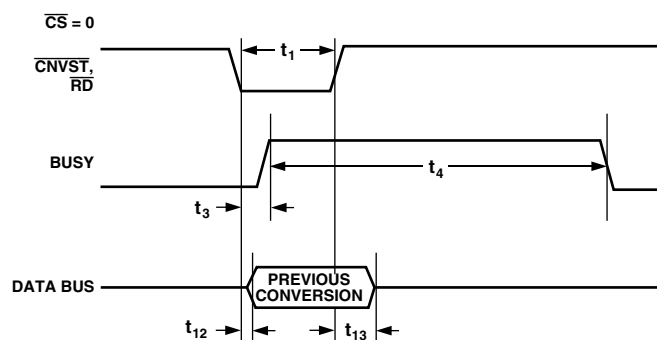 CS = 0
t1
CNVST,
RD
BUSY
t4
t3
DATA BUS
PREVIOUS
CONVERSION
t12
t13